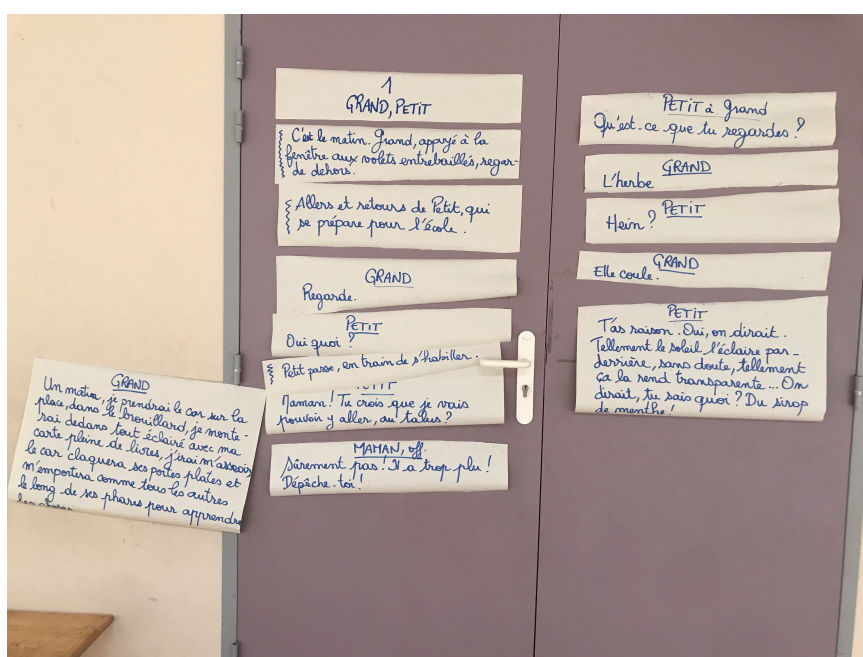 1
GRAND, PETIT
C'est le matin. Grand, appuyé à la
fenêtre aux volets entrebaillés, regar-
de dehors.
Allers et retours de Petit, qui
se prépare pour l'école.
GRAND
Regarde.
PETIT
Oui quoi ?
Petit passe, en train de s'habiller.
PETIT
Maman ! Tu crois que je vais
pouvoir y aller, au talus ?
MAMAN, off.
Sûrement pas ! Il a trop plu !
Dépêche-toi !
PETIT à Grand
Qu'est-ce que tu regardes ?
GRAND
L'herbe
PETIT
Hein ?
GRAND
Elle coule.
PETIT
T'as raison. Oui, on dirait.
Tellement le soleil l'éclaire par-
derrière, sans doute, tellement
ça la rend transparente... On
dirait, tu sais quoi ? Du sirop
de menthe !
GRAND
Un matin, je prendrai le car sur la
place, dans le brouillard, je monte-
rai dedans tout éclairé avec ma
carte pleine de livres, j'irai m'asseoir,
le car claquera ses portes plates et
m'emportera comme tous les autres
le long de ses phares pour apprendre